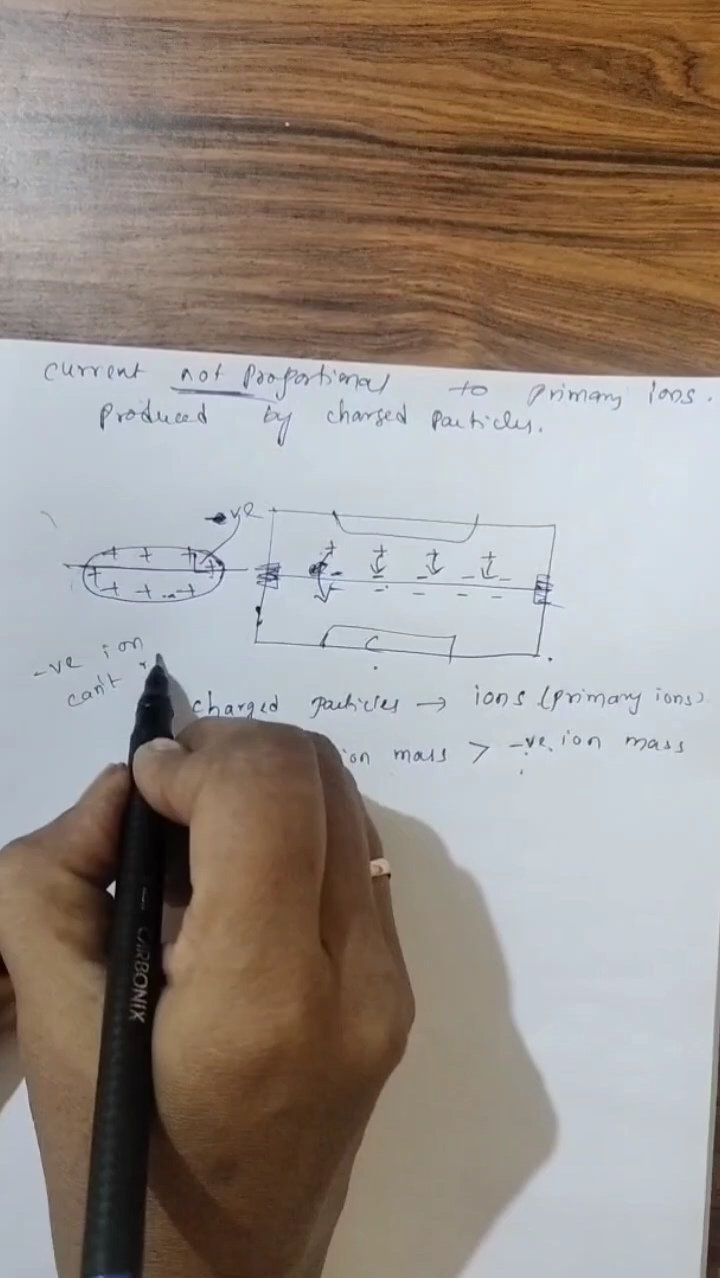 current not proportional to primary ions.
produced by charged particles.
-ve
+ + +
+ +
+ + +
+ + + +
- - - - -
+ - - -
C
-ve ion
can't
charged particles → ions (primary ions)
ion mass > -ve ion mass
CARBONIX